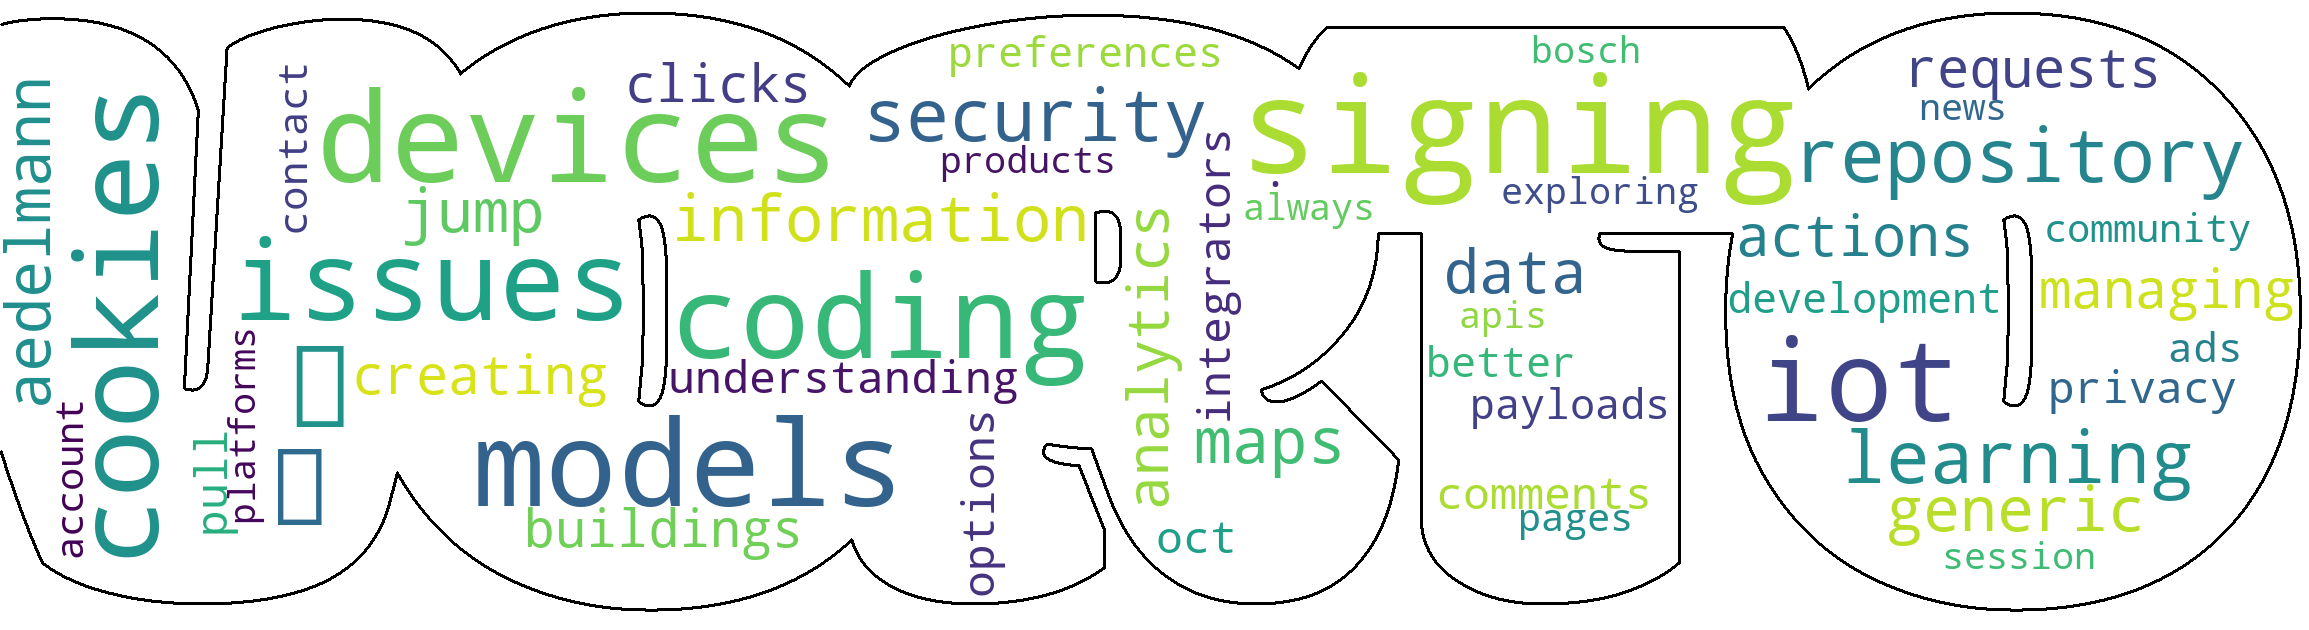 aedelmann
cookies
account
contact
platforms
pull
devices
clicks
preferences
security
products
jump
information
issues
coding
creating
understanding
models
buildings
options
analytics
integrators
signing
bosch
always
exploring
maps
oct
data
apis
better
payloads
comments
pages
requests
news
repository
actions
community
development
managing
iot
ads
privacy
learning
generic
session